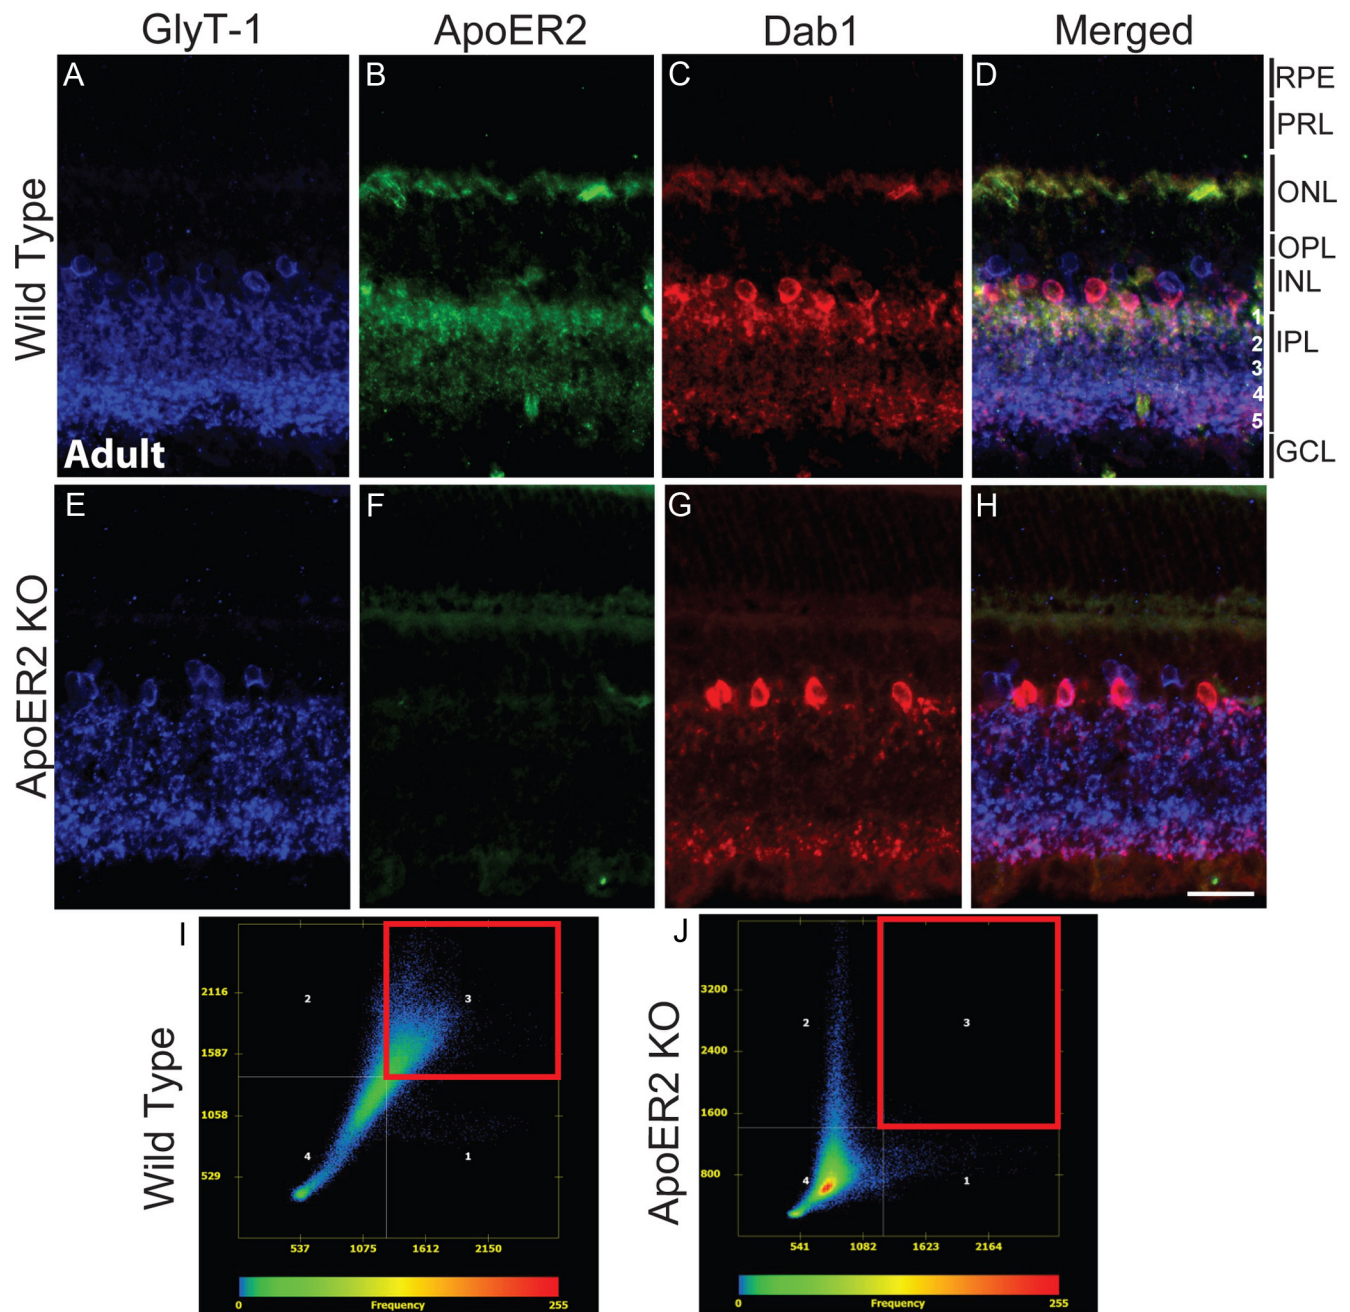 GlyT-1 ApoER2 Dab1 Merged
Wild Type
A B C D
RPE
PRL
ONL
OPL
INL
1
IPL
2
3
4
5
GCL
Adult
ApoER2 KO
E F G H
Wild Type
I
2116
1587
1058
529
2 3
4 1
537 1075 1612 2150
0 Frequency 255
ApoER2 KO
J
3200
2400
1600
800
2 3
4 1
541 1082 1623 2164
0 Frequency 255